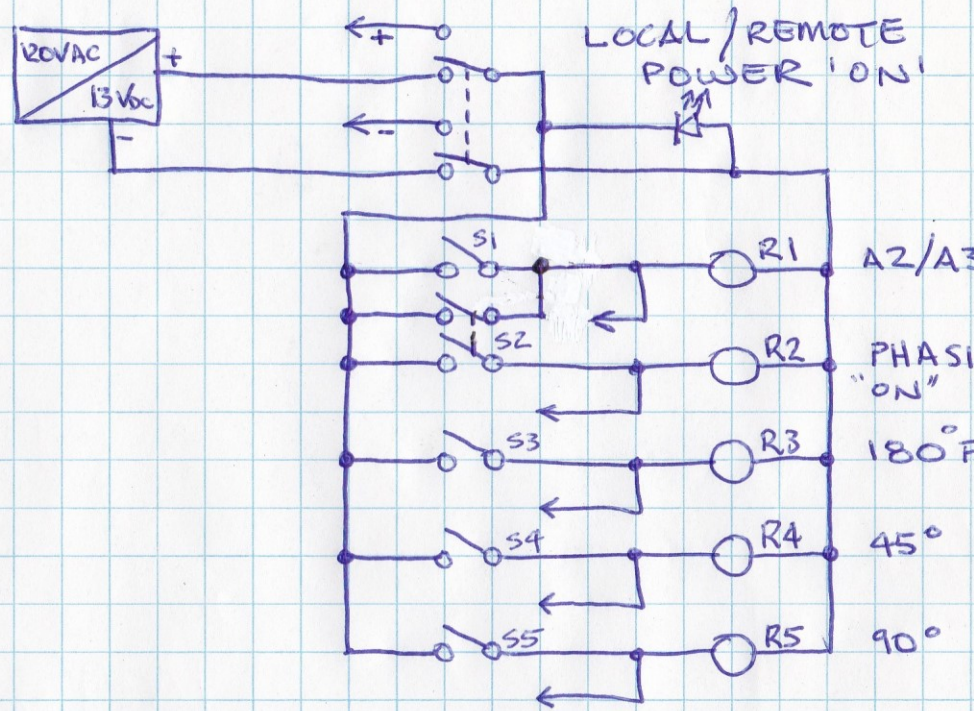 120VAC
13VDC
+
-
+
-
LOCAL/REMOTE
POWER 'ON'
S1
R1
A2/A3
S2
R2
PHASI
"ON"
S3
R3
180°F
S4
R4
45°
S5
R5
90°